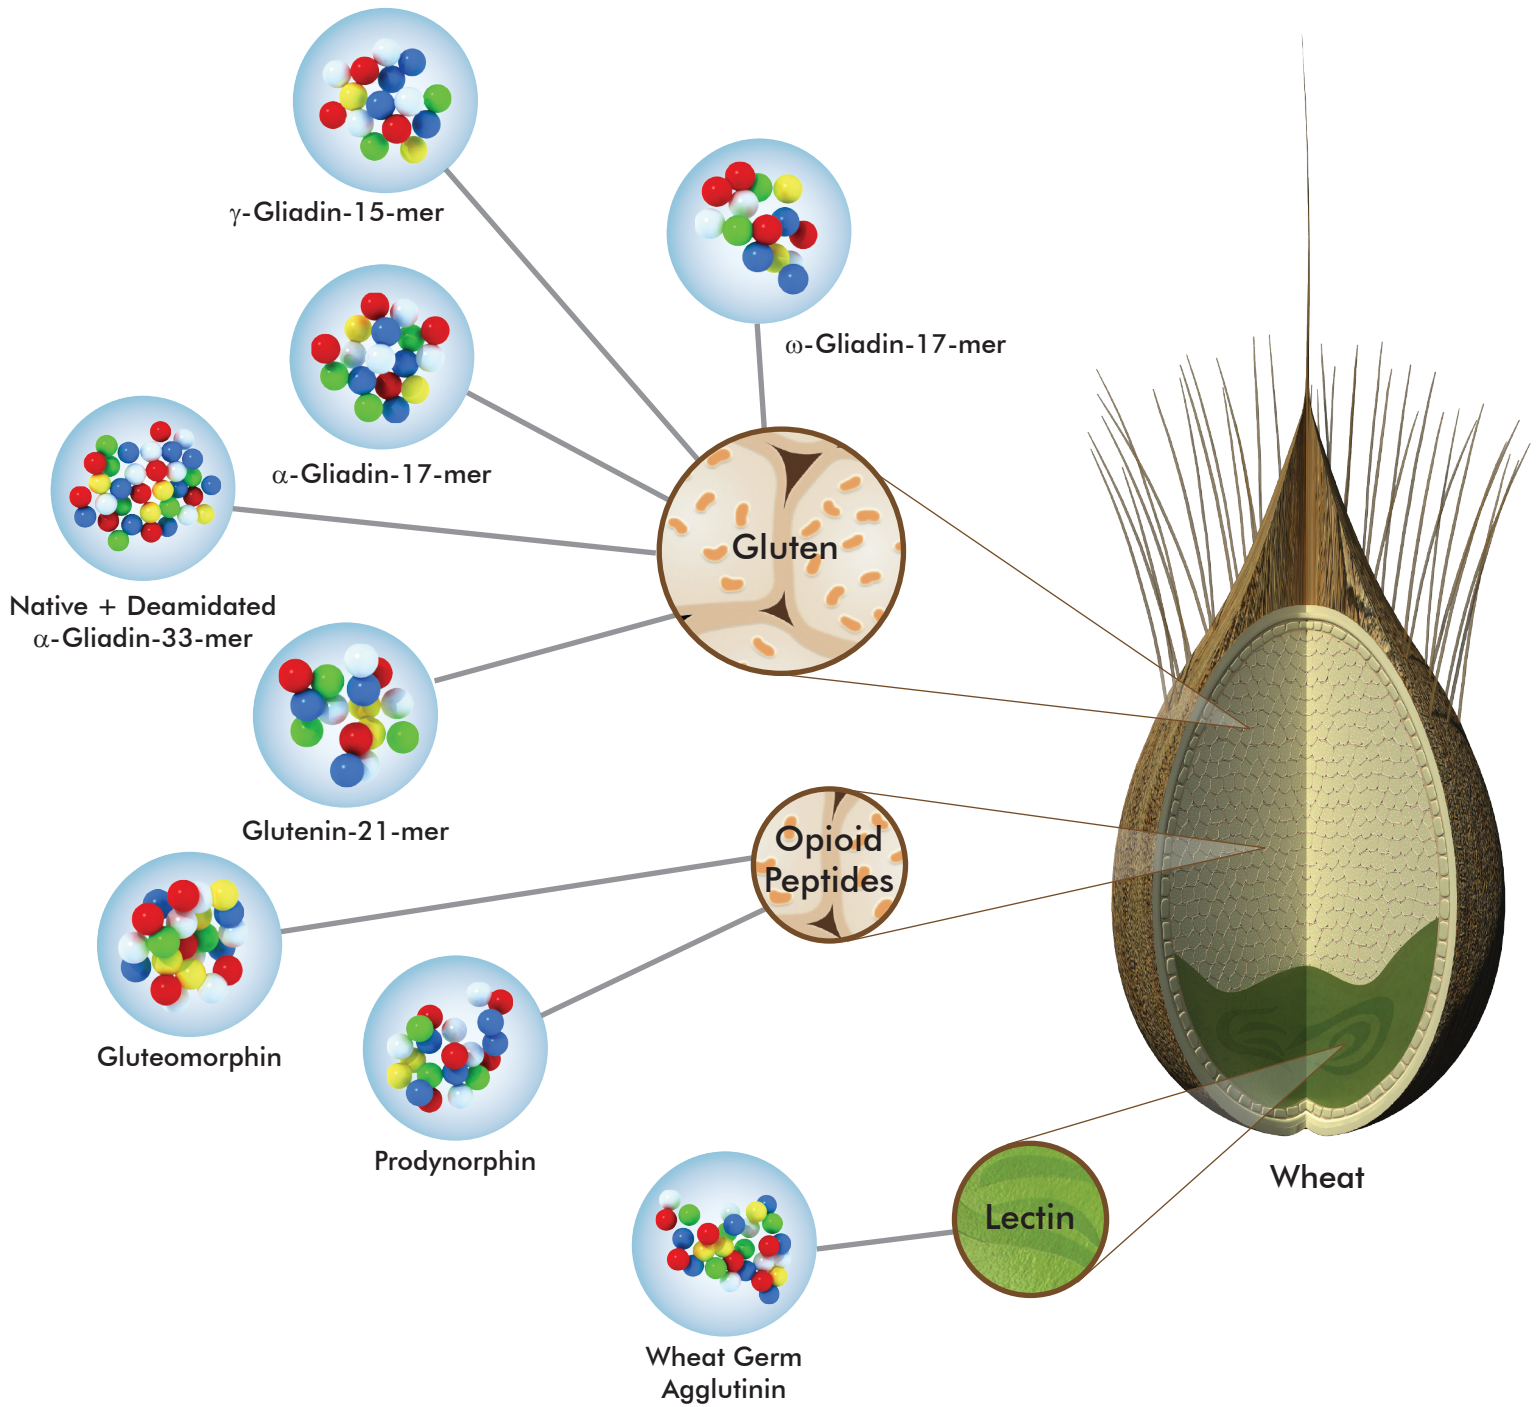 γ-Gliadin-15-mer
ω-Gliadin-17-mer
α-Gliadin-17-mer
Gluten
Native + Deamidated
α-Gliadin-33-mer
Glutenin-21-mer
Opioid
Peptides
Gluteomorphin
Prodynorphin
Wheat
Lectin
Wheat Germ
Agglutinin